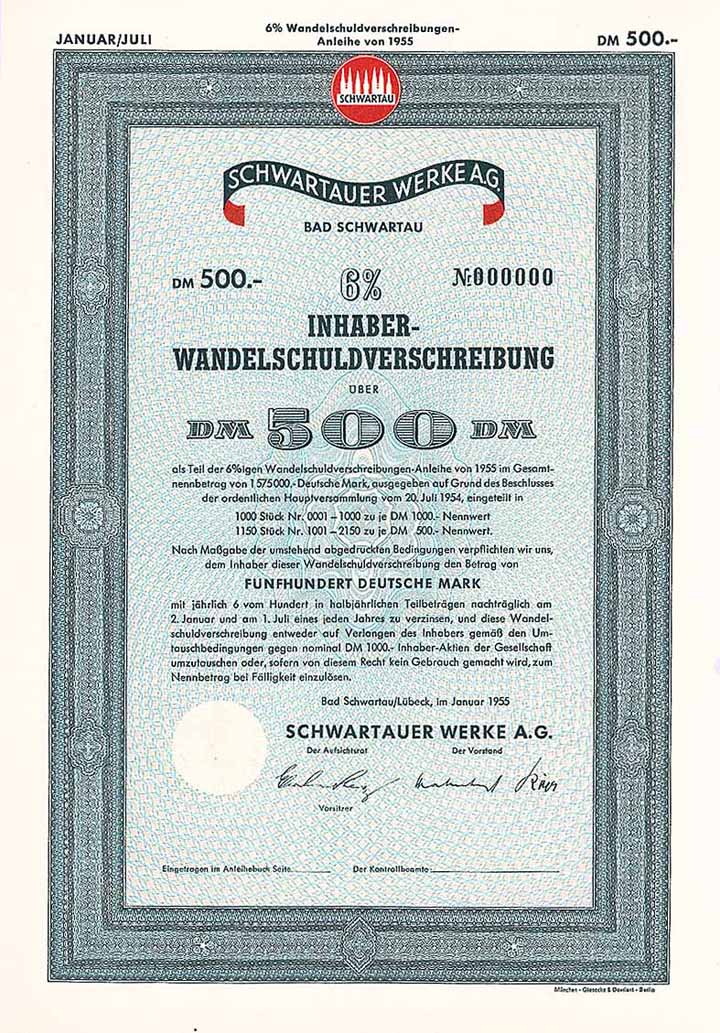 JANUAR/JULI
6% Wandelschuldverschreibungen-
Anleihe von 1955
DM 500.-
SCHWARTAU
SCHWARTAUER WERKE A.G.
BAD SCHWARTAU
DM 500.-
6%
№000000
INHABER-
WANDELSCHULDVERSCHREIBUNG
ÜBER
DM 500 DM
als Teil der 6%igen Wandelschuldverschreibungen-Anleihe von 1955 im Gesamt-
nennbetrag von 1575000.- Deutsche Mark, ausgegeben auf Grund des Beschlusses
der ordentlichen Hauptversammlung vom 20. Juli 1954, eingeteilt in
1000 Stück Nr. 0001 – 1000 zu je DM 1000.- Nennwert
1150 Stück Nr. 1001 – 2150 zu je DM 500.- Nennwert.
Nach Maßgabe der umstehend abgedruckten Bedingungen verpflichten wir uns,
dem Inhaber dieser Wandelschuldverschreibung den Betrag von
FÜNFHUNDERT DEUTSCHE MARK
mit jährlich 6 vom Hundert in halbjährlichen Teilbeträgen nachträglich am
2. Januar und am 1. Juli eines jeden Jahres zu verzinsen, und diese Wandel-
schuldverschreibung entweder auf Verlangen des Inhabers gemäß den Um-
tauschbedingungen gegen nominal DM 1000.- Inhaber-Aktien der Gesellschaft
umzutauschen oder, sofern von diesem Recht kein Gebrauch gemacht wird, zum
Nennbetrag bei Fälligkeit einzulösen.
Bad Schwartau/Lübeck, im Januar 1955
SCHWARTAUER WERKE A.G.
Der Aufsichtsrat
Der Vorstand
Vorsitzer
Eingetragen im Anleihebuch Seite
Der Kontrollbeamte:
München - Giesecke & Devrient - Berlin